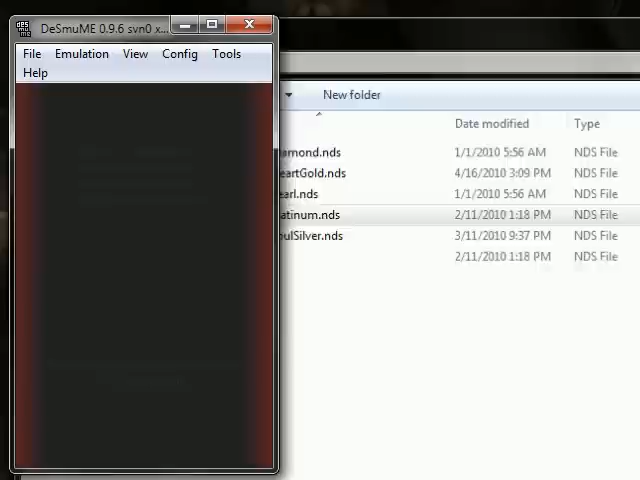 DeSmuME 0.9.6 svn0 x...
File Emulation View Config Tools
Help
New folder
Date modified Type
amond.nds 1/1/2010 5:56 AM NDS File
eartGold.nds 4/16/2010 3:09 PM NDS File
earl.nds 1/1/2010 5:56 AM NDS File
atinum.nds 2/11/2010 1:18 PM NDS File
oulSilver.nds 3/11/2010 9:37 PM NDS File
2/11/2010 1:18 PM NDS File